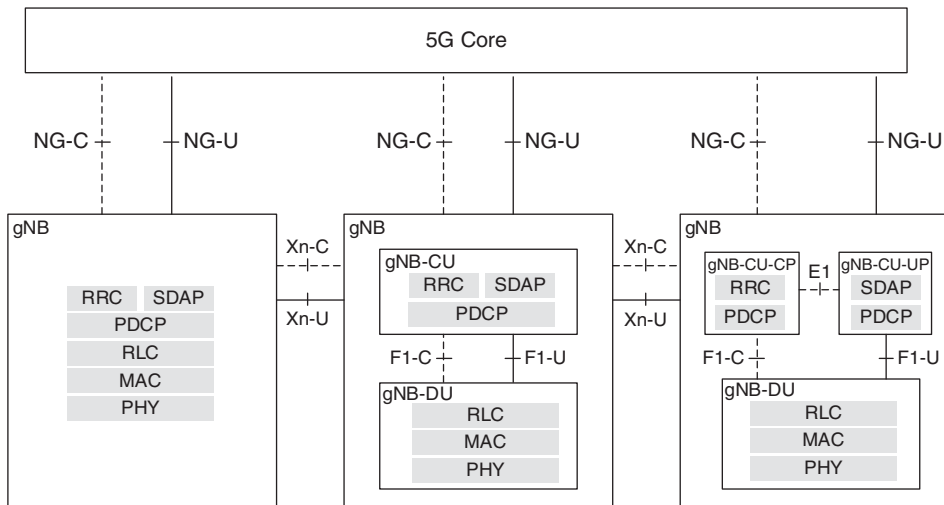 5G Core
NG-C NG-U NG-C NG-U NG-C NG-U
gNB
RRC SDAP
PDCP
RLC
MAC
PHY
Xn-C
Xn-U
gNB
gNB-CU
RRC SDAP
PDCP
F1-C F1-U
gNB-DU
RLC
MAC
PHY
Xn-C
Xn-U
gNB
gNB-CU-CP
RRC
PDCP
E1
gNB-CU-UP
SDAP
PDCP
F1-C F1-U
gNB-DU
RLC
MAC
PHY